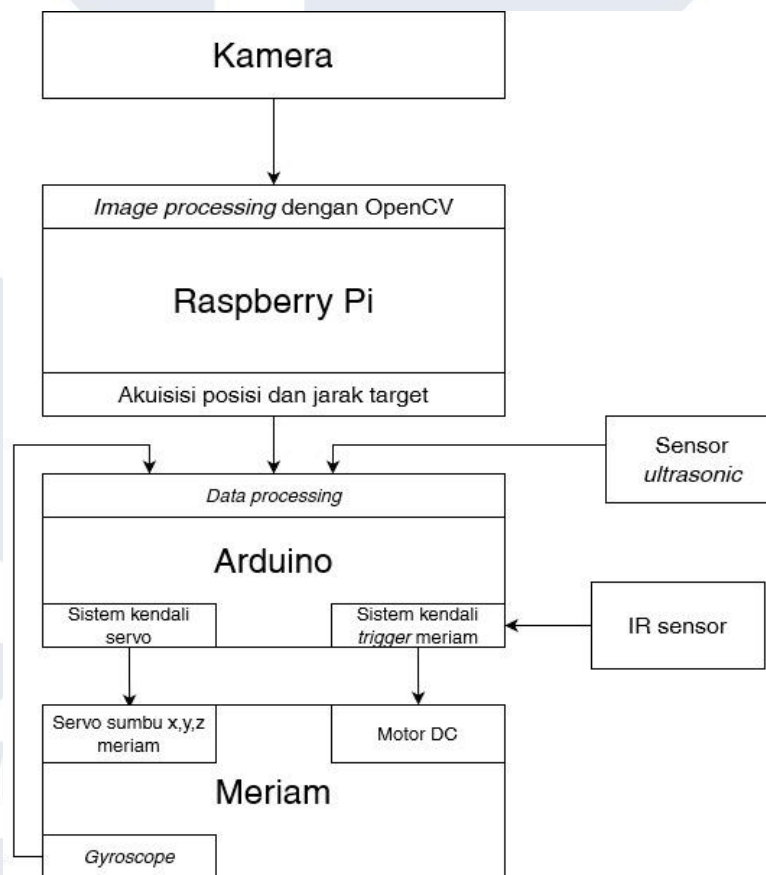 Kamera
Image processing dengan OpenCV
Raspberry Pi
Akuisisi posisi dan jarak target
Sensor
ultrasonic
Data processing
Arduino
Sistem kendali
servo
Sistem kendali
trigger meriam
IR sensor
Servo sumbu x,y,z
meriam
Motor DC
Meriam
Gyroscope